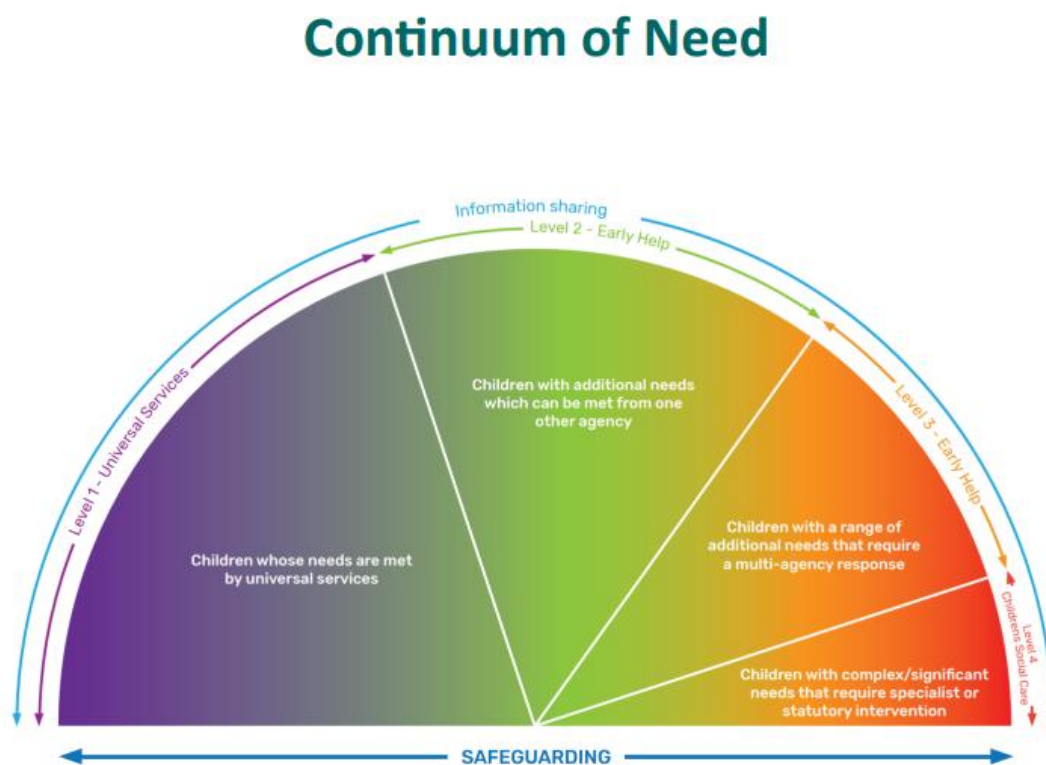 Continuum of Need
Information sharing
Level 2 - Early Help
Level 1 - Universal Services
Level 3 - Early Help
Level 4
Childrens Social Care
Children with additional needs
which can be met from one
other agency
Children whose needs are met
by universal services
Children with a range of
additional needs that require
a multi-agency response
Children with complex/significant
needs that require specialist or
statutory intervention
SAFEGUARDING